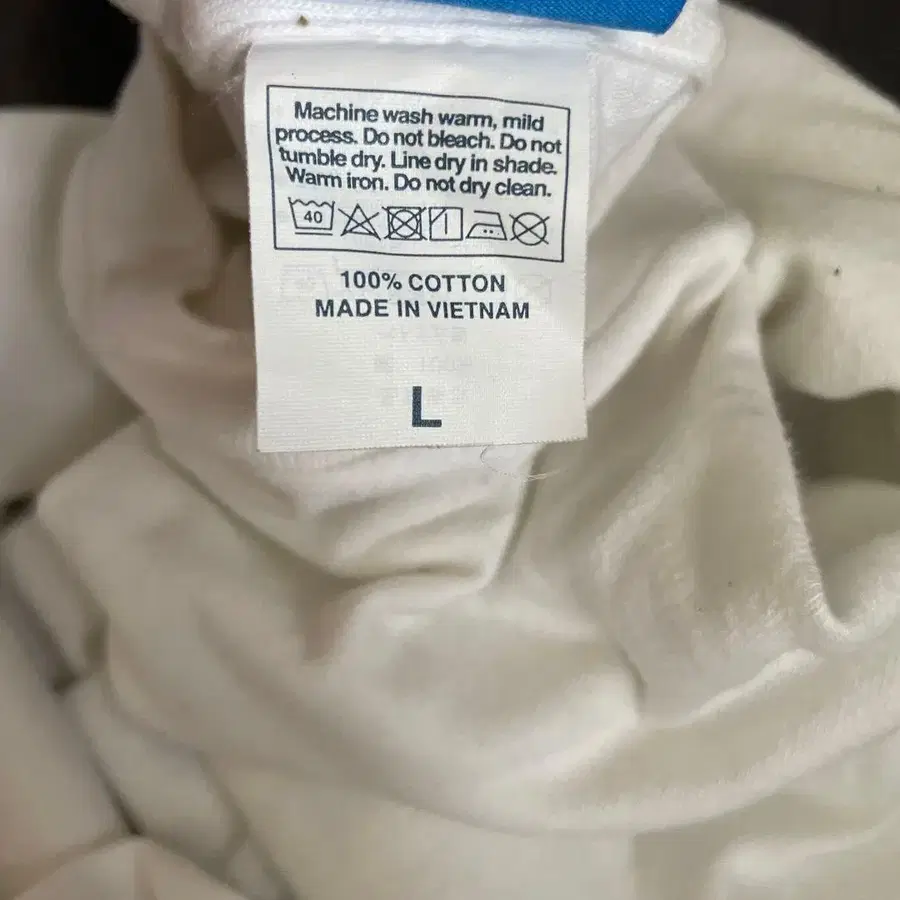 Machine wash warm, mild
process. Do not bleach. Do not
tumble dry. Line dry in shade.
Warm iron. Do not dry clean.
40
100% COTTON
MADE IN VIETNAM
L